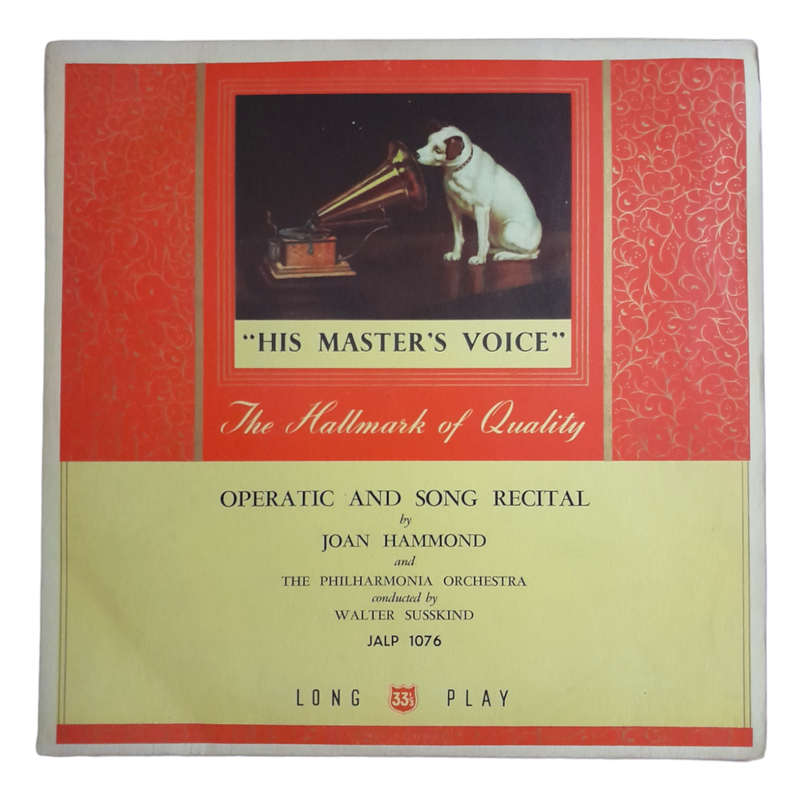 "HIS MASTER'S VOICE"
The Hallmark of Quality
OPERATIC AND SONG RECITAL
by
JOAN HAMMOND
and
THE PHILHARMONIA ORCHESTRA
conducted by
WALTER SUSSKIND
JALP 1076
LONG 33⅓ PLAY